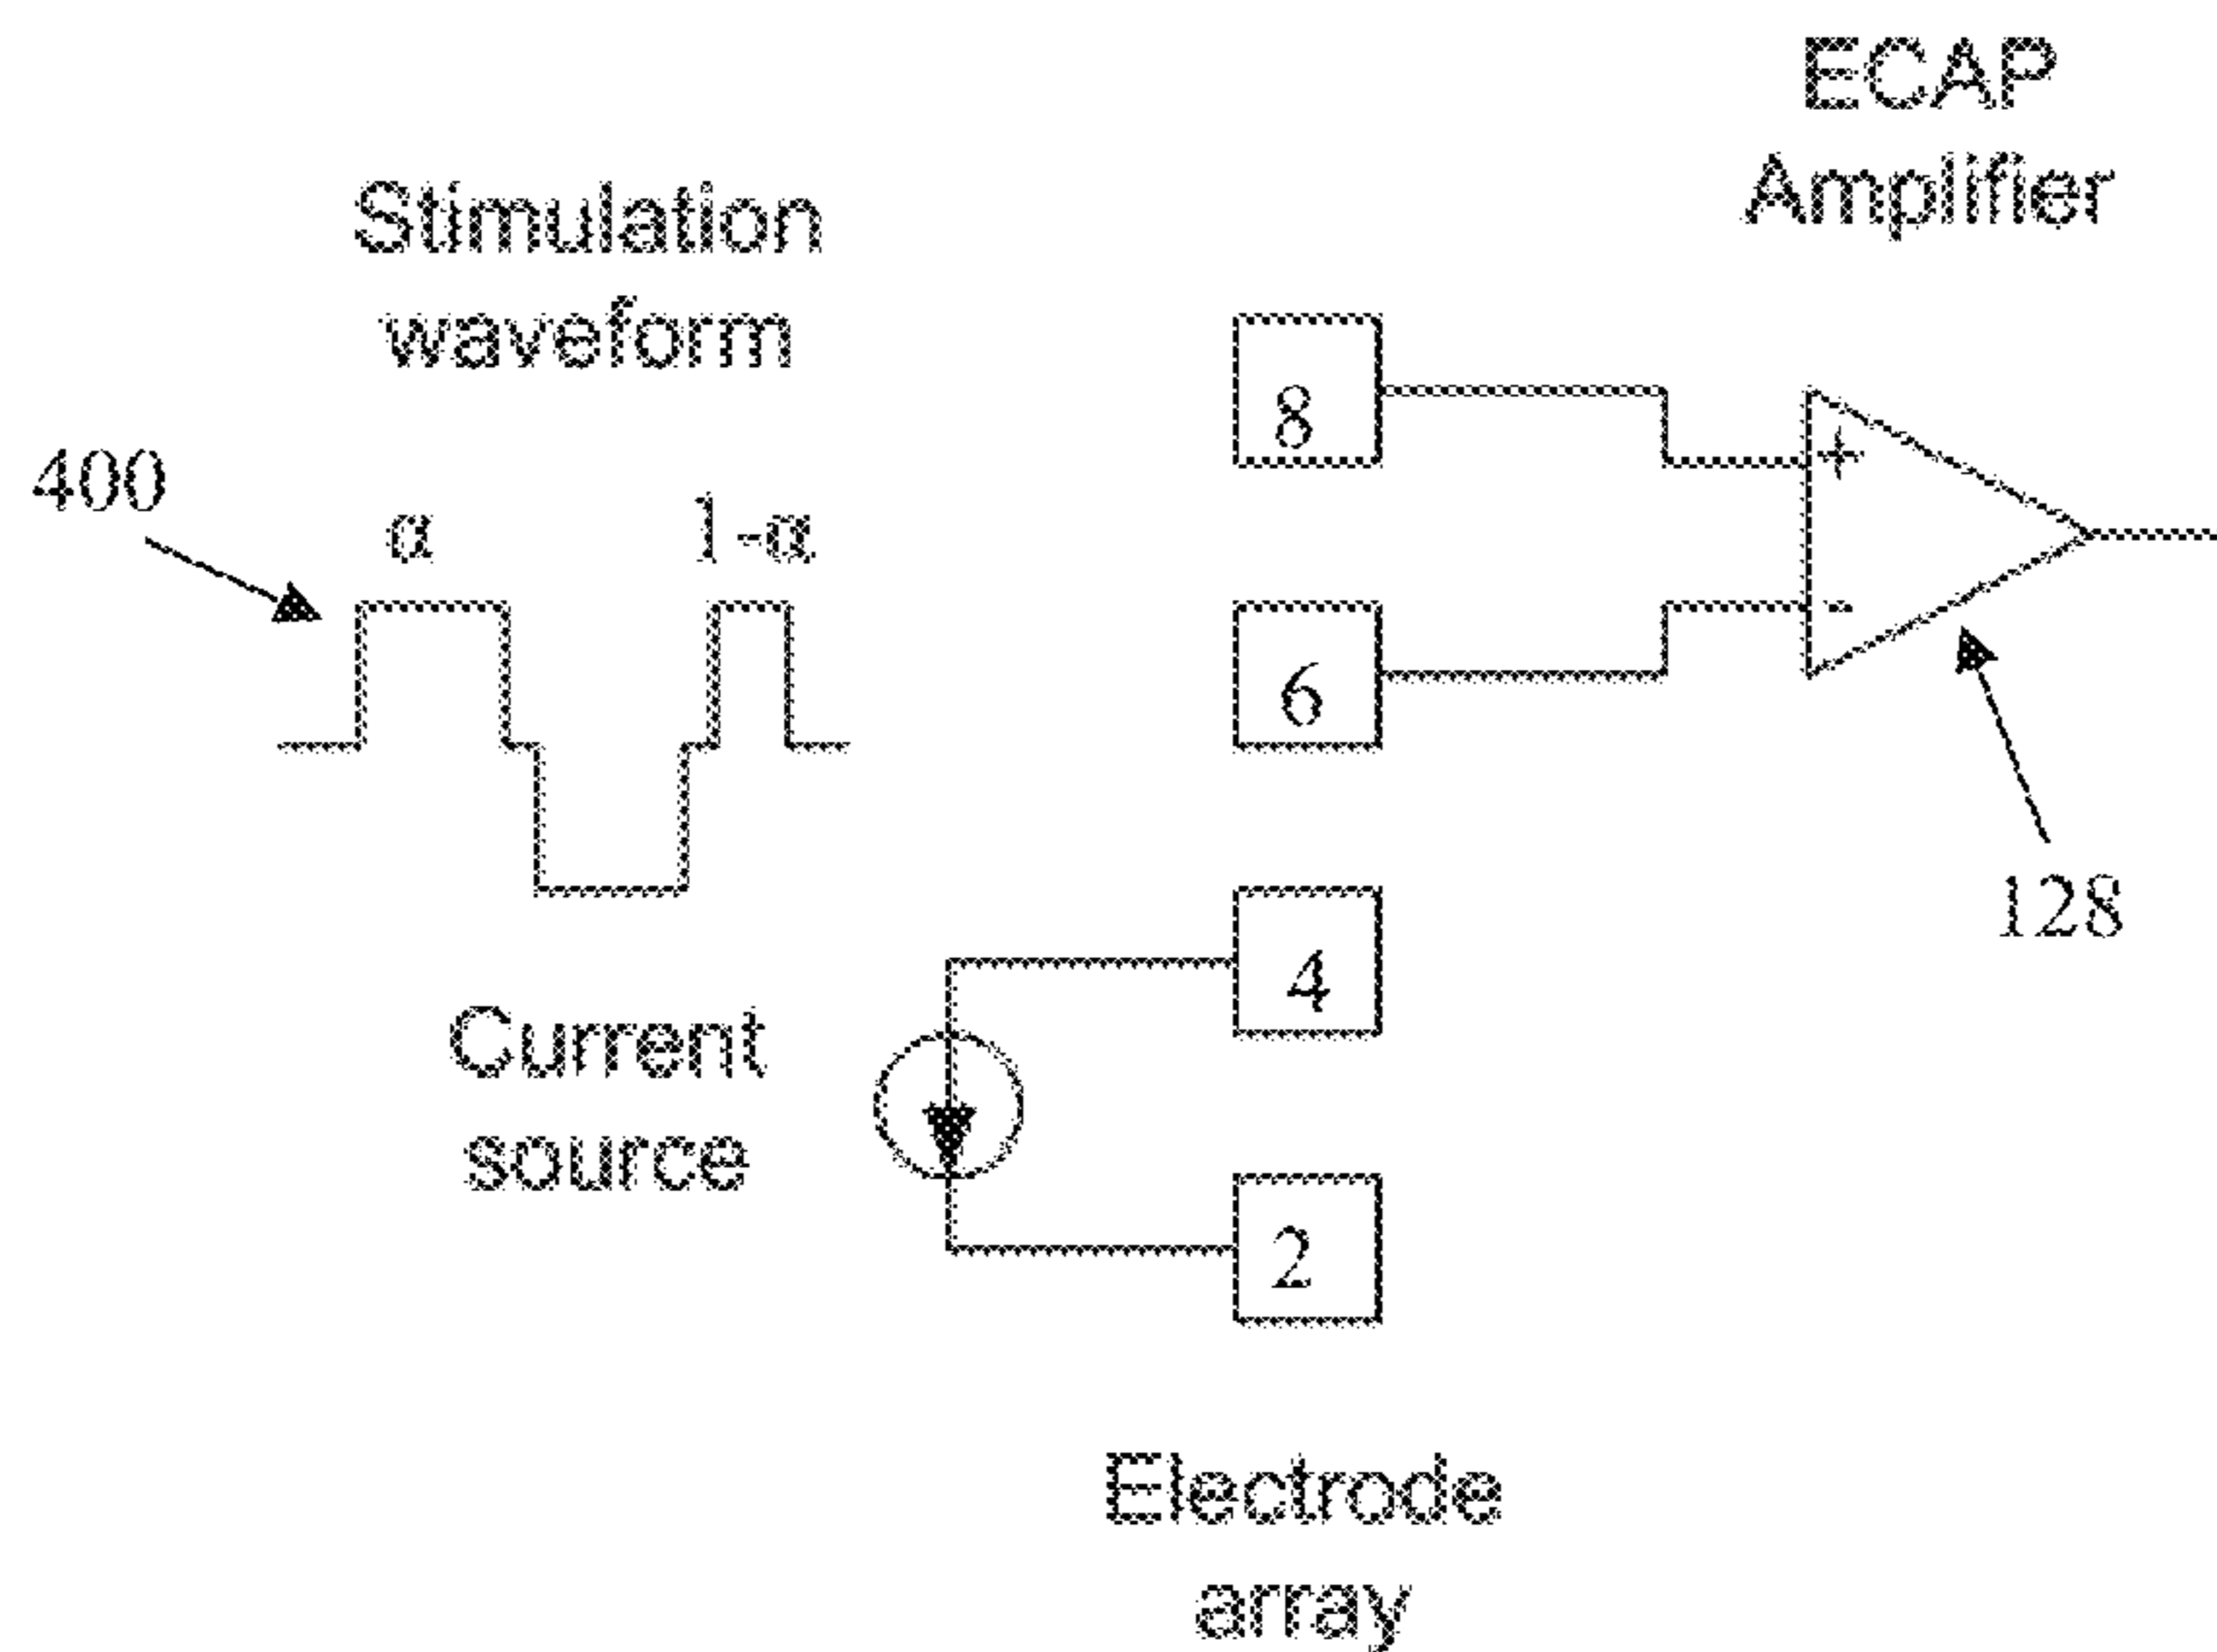 ECAP
Amplifier
Stimulation
waveform
400
α
1-α
8
+
6
-
4
128
Current
source
2
Electrode
array